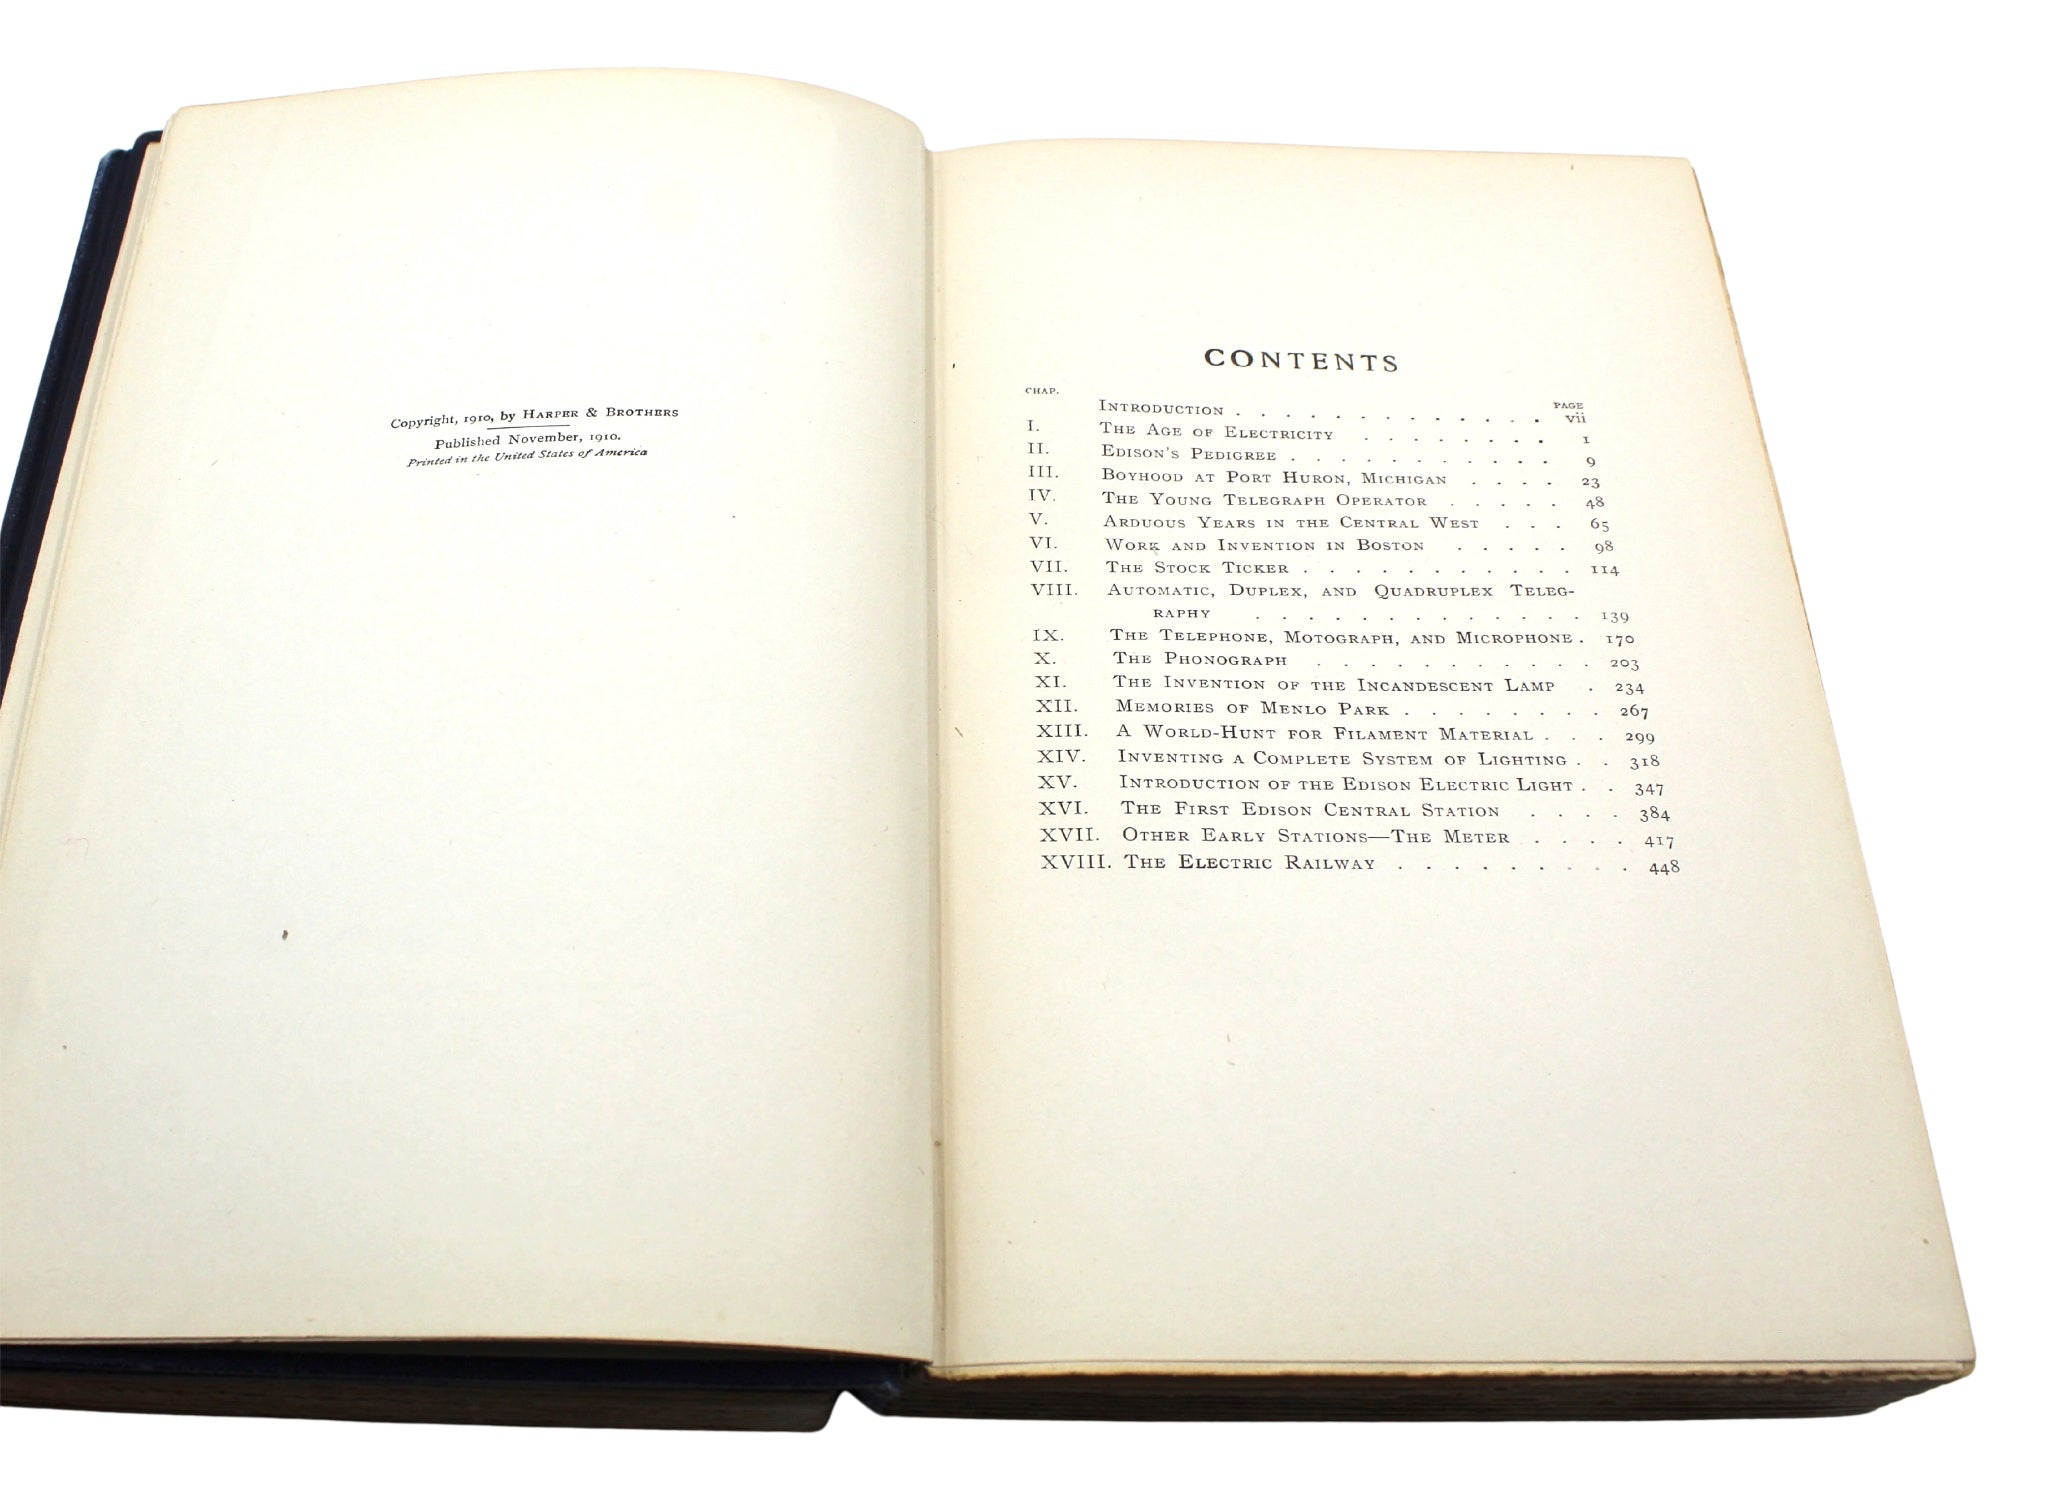 Copyright, 1910, by HARPER & BROTHERS
Published November, 1910.
Printed in the United States of America
CONTENTS
CHAP.
PAGE
INTRODUCTION . . . . . . . . . . . . vii
I. THE AGE OF ELECTRICITY . . . . . . . 1
II. EDISON'S PEDIGREE . . . . . . . . . . 9
III. BOYHOOD AT PORT HURON, MICHIGAN . . . . 23
IV. THE YOUNG TELEGRAPH OPERATOR . . . . . 48
V. ARDUOUS YEARS IN THE CENTRAL WEST . . . 65
VI. WORK AND INVENTION IN BOSTON . . . . . 98
VII. THE STOCK TICKER . . . . . . . . . . . 114
VIII. AUTOMATIC, DUPLEX, AND QUADRUPLEX TELEG-
RAPHY . . . . . . . . . . . . . 139
IX. THE TELEPHONE, MOTOGRAPH, AND MICROPHONE . 170
X. THE PHONOGRAPH . . . . . . . . . . . 203
XI. THE INVENTION OF THE INCANDESCENT LAMP . 234
XII. MEMORIES OF MENLO PARK . . . . . . . . 267
XIII. A WORLD-HUNT FOR FILAMENT MATERIAL . . . 299
XIV. INVENTING A COMPLETE SYSTEM OF LIGHTING . . 318
XV. INTRODUCTION OF THE EDISON ELECTRIC LIGHT . . 347
XVI. THE FIRST EDISON CENTRAL STATION . . . . 384
XVII. OTHER EARLY STATIONS—THE METER . . . . 417
XVIII. THE ELECTRIC RAILWAY . . . . . . . . . 448